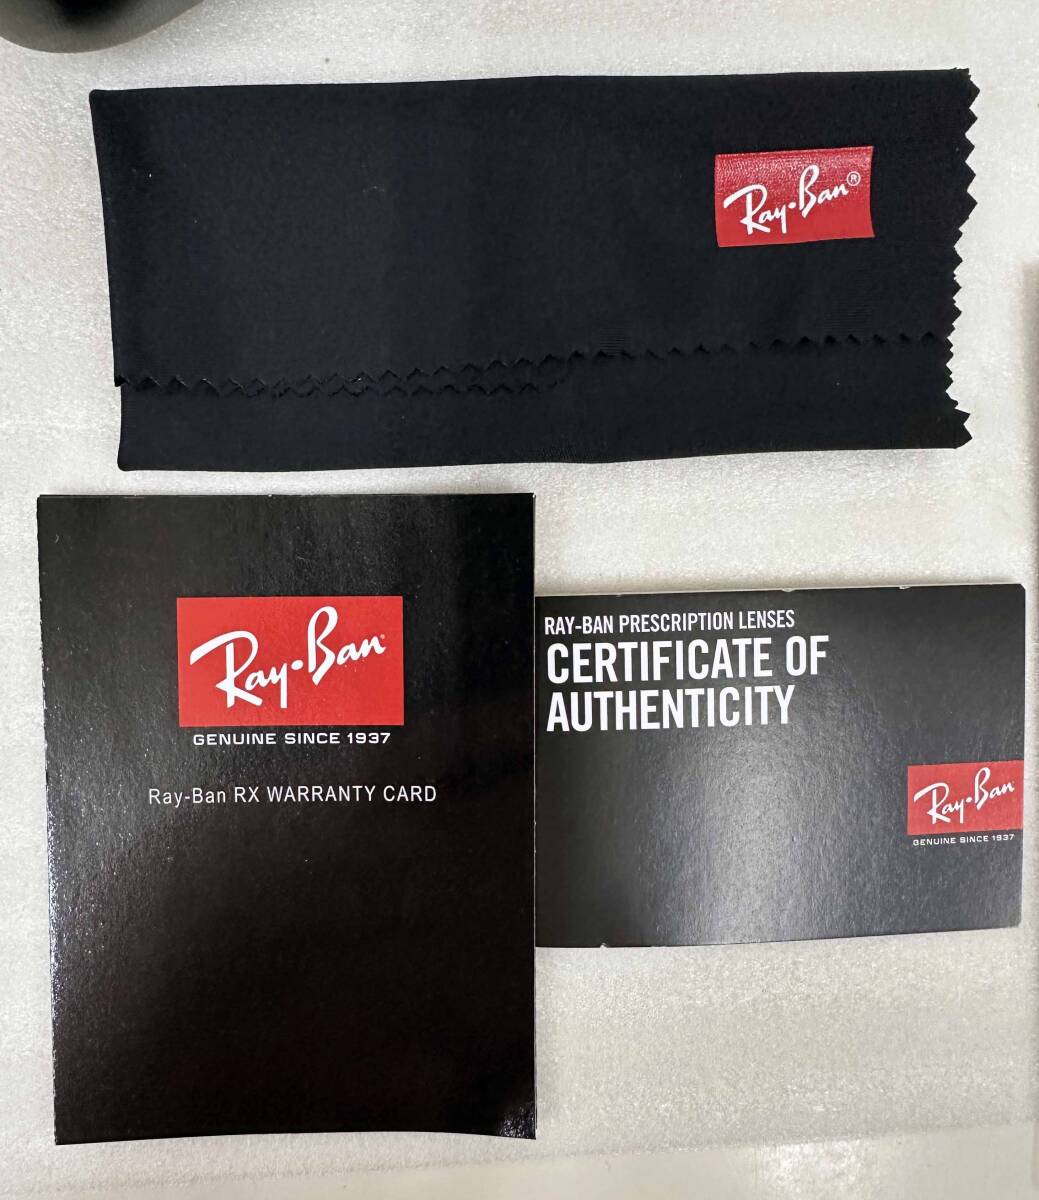 Ray-Ban®
Ray-Ban
GENUINE SINCE 1937
Ray-Ban RX WARRANTY CARD
RAY-BAN PRESCRIPTION LENSES
CERTIFICATE OF
AUTHENTICITY
Ray-Ban
GENUINE SINCE 1937